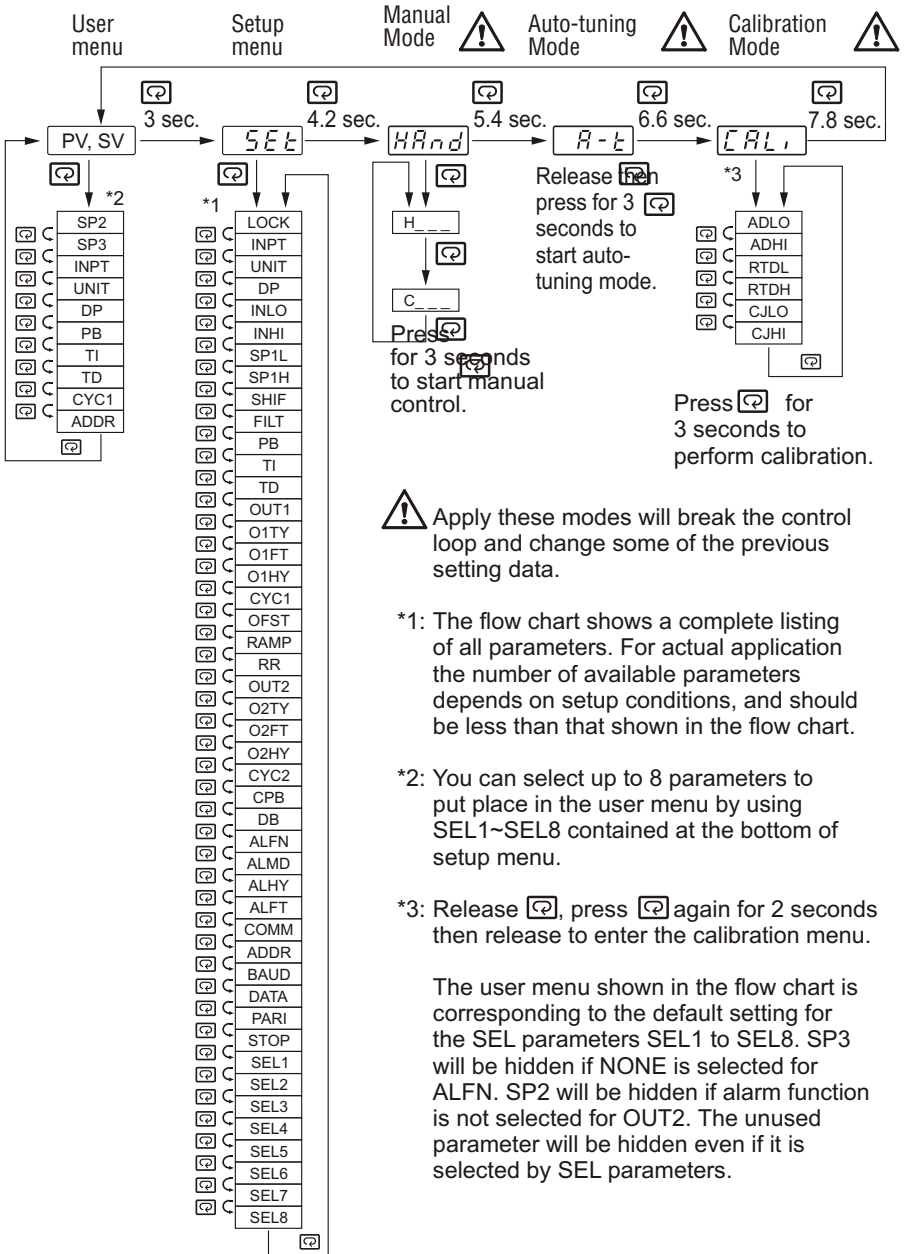 User
menu
Setup
menu
Manual
Mode
Auto-tuning
Mode
Calibration
Mode
3 sec.
4.2 sec.
5.4 sec.
6.6 sec.
7.8 sec.
PV, SV
SEt
HAnd
A-t
CALi
*2
SP2
SP3
INPT
UNIT
DP
PB
TI
TD
CYC1
ADDR
*1
LOCK
INPT
UNIT
DP
INLO
INHI
SP1L
SP1H
SHIF
FILT
PB
TI
TD
OUT1
O1TY
O1FT
O1HY
CYC1
OFST
RAMP
RR
OUT2
O2TY
O2FT
O2HY
CYC2
CPB
DB
ALFN
ALMD
ALHY
ALFT
COMM
ADDR
BAUD
DATA
PARI
STOP
SEL1
SEL2
SEL3
SEL4
SEL5
SEL6
SEL7
SEL8
H_ _ _
C_ _ _
Press
for 3 seconds
to start manual
control.
Release then
press for 3
seconds to
start auto-
tuning mode.
*3
ADLO
ADHI
RTDL
RTDH
CJLO
CJHI
Press for
3 seconds to
perform calibration.
Apply these modes will break the control
loop and change some of the previous
setting data.
*1: The flow chart shows a complete listing
of all parameters. For actual application
the number of available parameters
depends on setup conditions, and should
be less than that shown in the flow chart.
*2: You can select up to 8 parameters to
put place in the user menu by using
SEL1~SEL8 contained at the bottom of
setup menu.
*3: Release , press again for 2 seconds
then release to enter the calibration menu.
The user menu shown in the flow chart is
corresponding to the default setting for
the SEL parameters SEL1 to SEL8. SP3
will be hidden if NONE is selected for
ALFN. SP2 will be hidden if alarm function
is not selected for OUT2. The unused
parameter will be hidden even if it is
selected by SEL parameters.